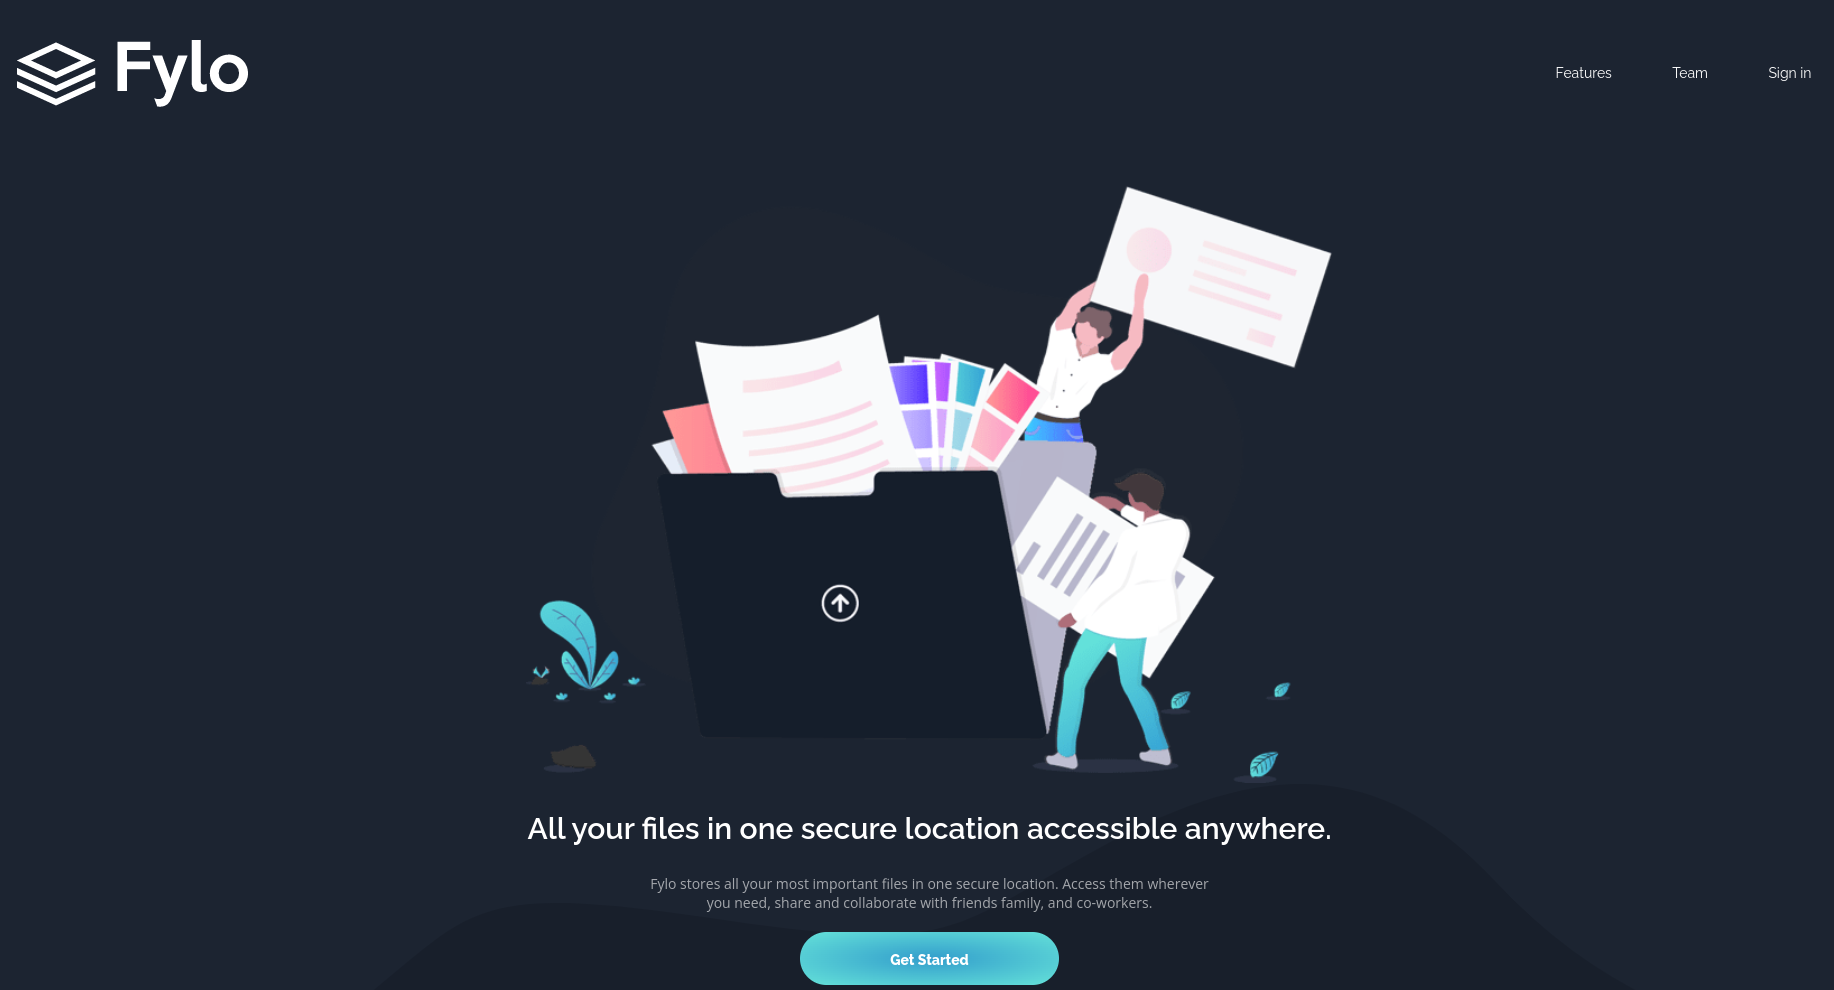 Fylo
Features
Team
Sign in
All your files in one secure location accessible anywhere.
Fylo stores all your most important files in one secure location. Access them wherever
you need, share and collaborate with friends family, and co-workers.
Get Started